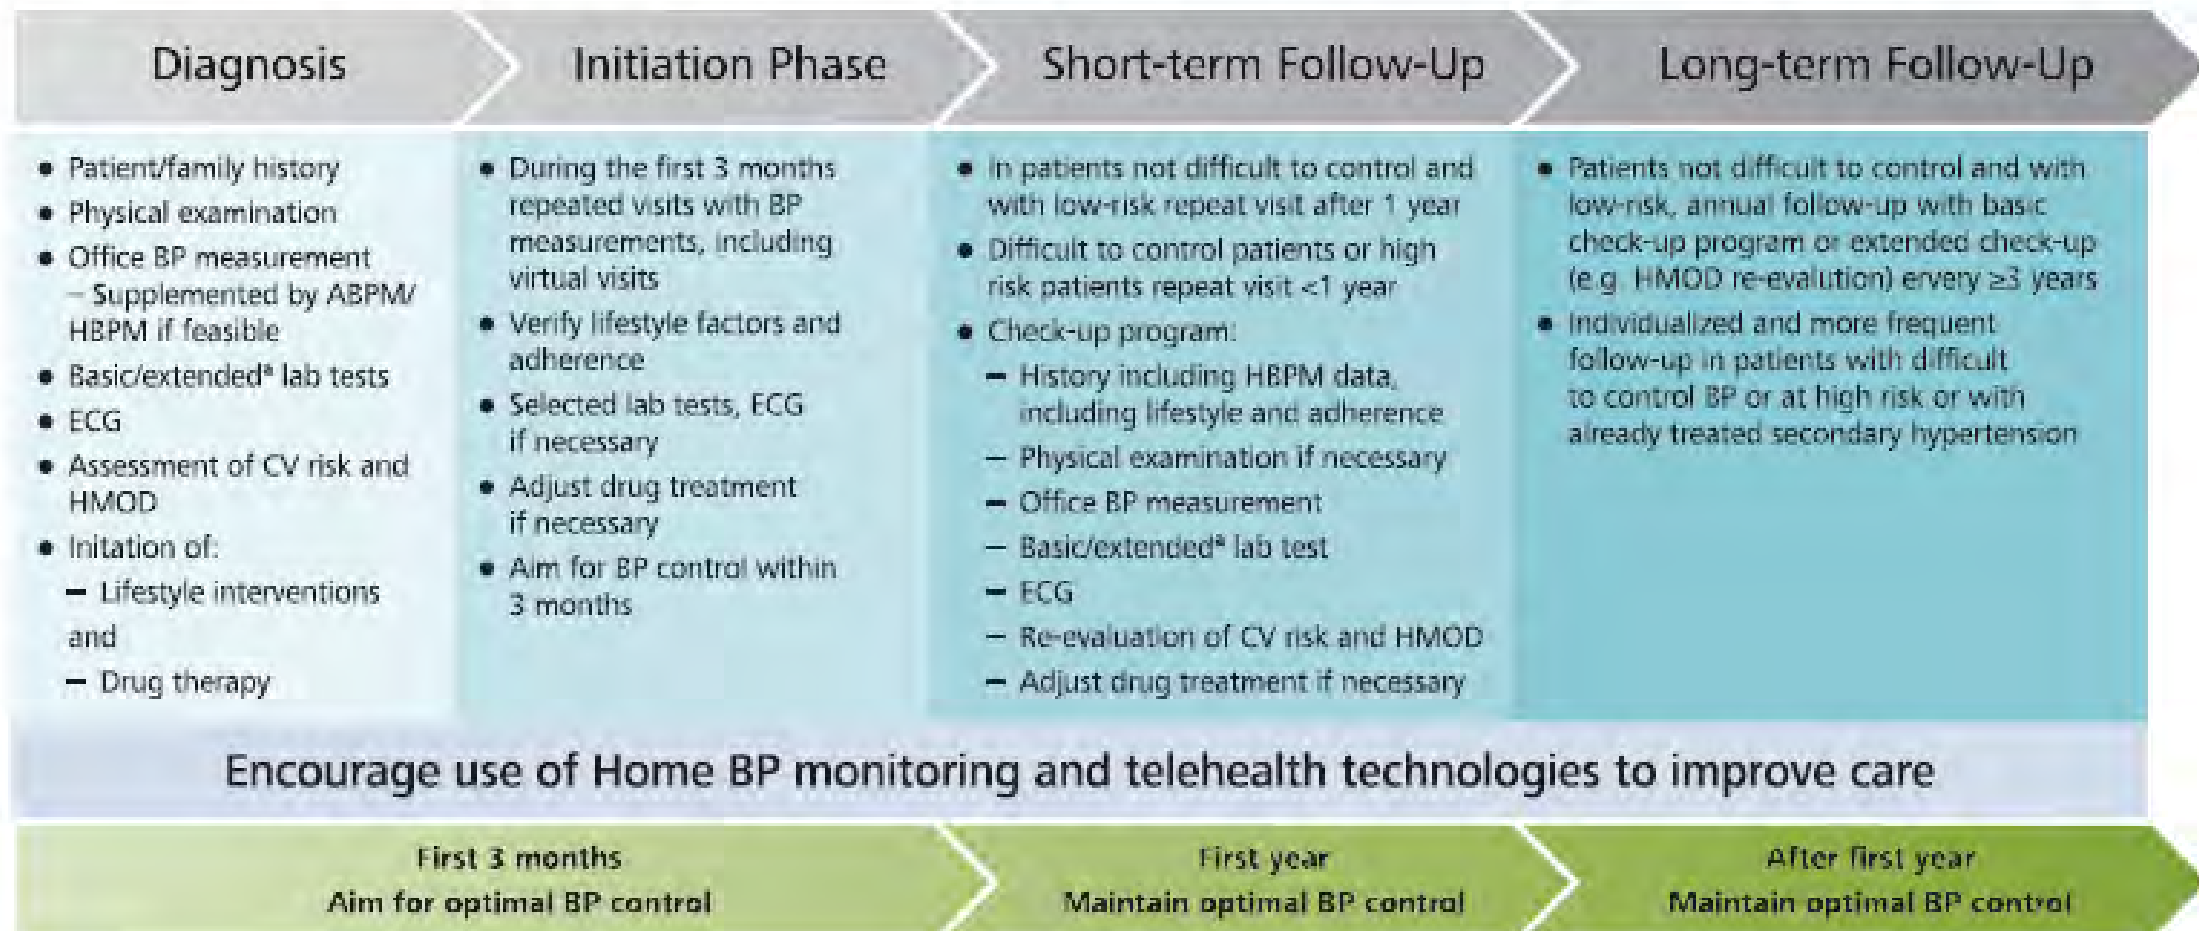 Diagnosis
Initiation Phase
Short-term Follow-Up
Long-term Follow-Up
• Patient/family history
• Physical examination
• Office BP measurement
– Supplemented by ABPM/
HBPM if feasible
• Basic/extendedª lab tests
• ECG
• Assessment of CV risk and
HMOD
• Initation of:
– Lifestyle interventions
and
– Drug therapy
• During the first 3 months
repeated visits with BP
measurements, including
virtual visits
• Verify lifestyle factors and
adherence
• Selected lab tests, ECG
if necessary
• Adjust drug treatment
if necessary
• Aim for BP control within
3 months
• In patients not difficult to control and
with low-risk repeat visit after 1 year
• Difficult to control patients or high
risk patients repeat visit <1 year
• Check-up program:
– History including HBPM data,
including lifestyle and adherence
– Physical examination if necessary
– Office BP measurement
– Basic/extendedª lab test
– ECG
– Re-evaluation of CV risk and HMOD
– Adjust drug treatment if necessary
• Patients not difficult to control and with
low-risk, annual follow-up with basic
check-up program or extended check-up
(e.g. HMOD re-evalution) ervery ≥3 years
• Individualized and more frequent
follow-up in patients with difficult
to control BP or at high risk or with
already treated secondary hypertension
Encourage use of Home BP monitoring and telehealth technologies to improve care
First 3 months
Aim for optimal BP control
First year
Maintain optimal BP control
After first year
Maintain optimal BP control